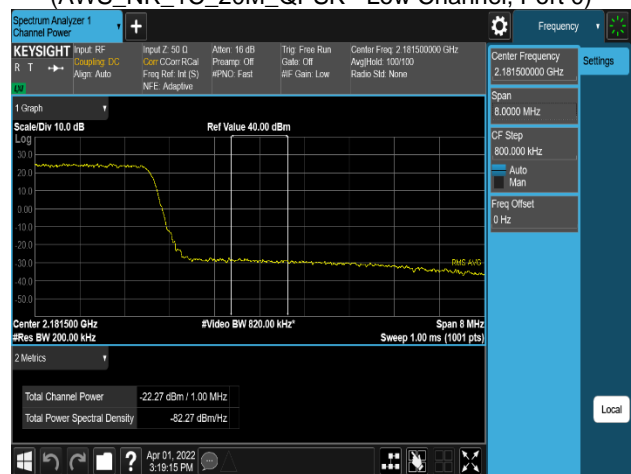 (AWS_NR_1C_20M_QPSK - Low Channel, Port 0)
Spectrum Analyzer 1
Channel Power
+
Frequency
KEYSIGHT
R T
LXI
Input: RF
Coupling: DC
Align: Auto
Input Z: 50 Ω
Corr CCorr RCal
Freq Ref: Int (S)
NFE: Adaptive
Atten: 16 dB
Preamp: Off
#PNO: Fast
Trig: Free Run
Gate: Off
#IF Gain: Low
Center Freq: 2.181500000 GHz
Avg|Hold: 100/100
Radio Std: None
Center Frequency
2.181500000 GHz
Settings
Span
8.0000 MHz
CF Step
800.000 kHz
Auto
Man
Freq Offset
0 Hz
1 Graph
Scale/Div 10.0 dB
Ref Value 40.00 dBm
Log
30.0
20.0
10.0
0.00
-10.0
-20.0
-30.0
-40.0
-50.0
RMS AVG
Center 2.181500 GHz
#Video BW 820.00 kHz*
Span 8 MHz
#Res BW 200.00 kHz
Sweep 1.00 ms (1001 pts)
2 Metrics
Total Channel Power
-22.27 dBm / 1.00 MHz
Total Power Spectral Density
-82.27 dBm/Hz
Local
?
Apr 01, 2022
3:19:15 PM